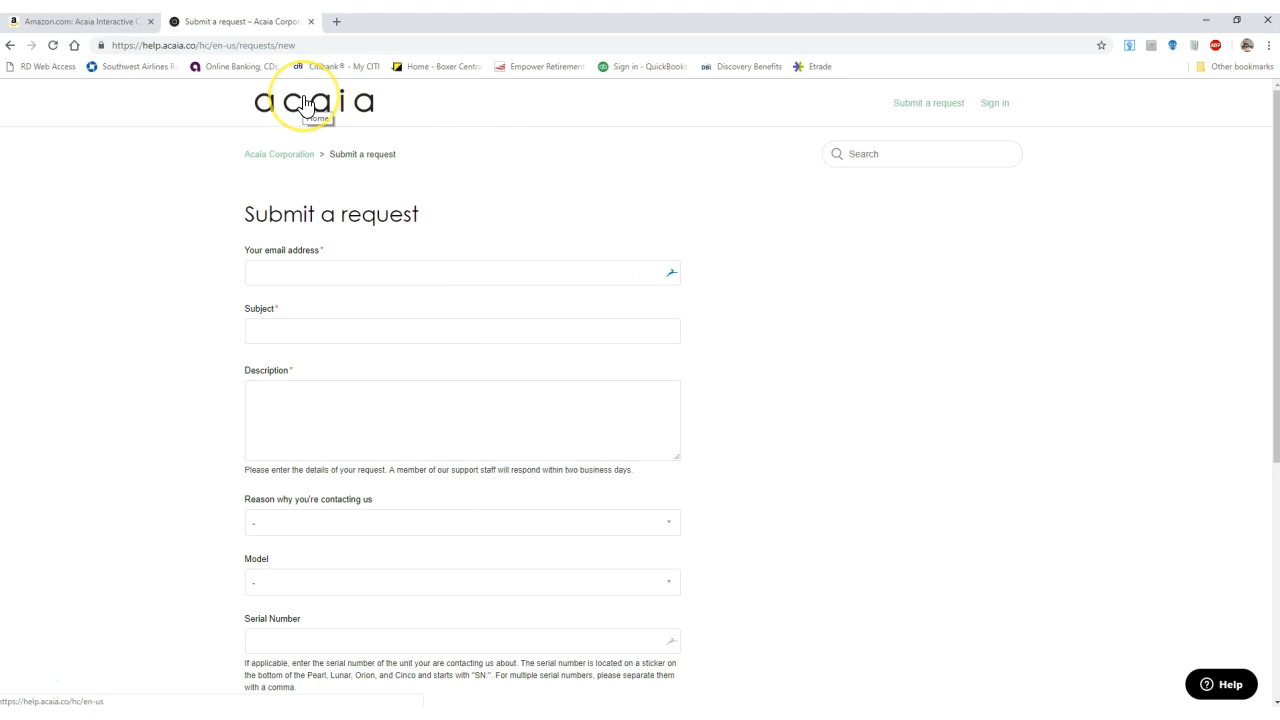 Amazon.com: Acaia Interactive C
Submit a request – Acaia Corpor
https://help.acaia.co/hc/en-us/requests/new
RD Web Access
Southwest Airlines R
Online Banking, CDs
citi
Citibank® - My CITI
Home - Boxer Centra
Empower Retirement
Sign in - QuickBooks
DBI
Discovery Benefits
Etrade
Other bookmarks
acaia
Home
Submit a request
Sign in
Acaia Corporation > Submit a request
Search
Submit a request
Your email address*
Subject*
Description*
Please enter the details of your request. A member of our support staff will respond within two business days.
Reason why you're contacting us
-
Model
-
Serial Number
If applicable, enter the serial number of the unit your are contacting us about. The serial number is located on a sticker on
the bottom of the Pearl, Lunar, Orion, and Cinco and starts with "SN:". For multiple serial numbers, please separate them
with a comma.
Help
https://help.acaia.co/hc/en-us